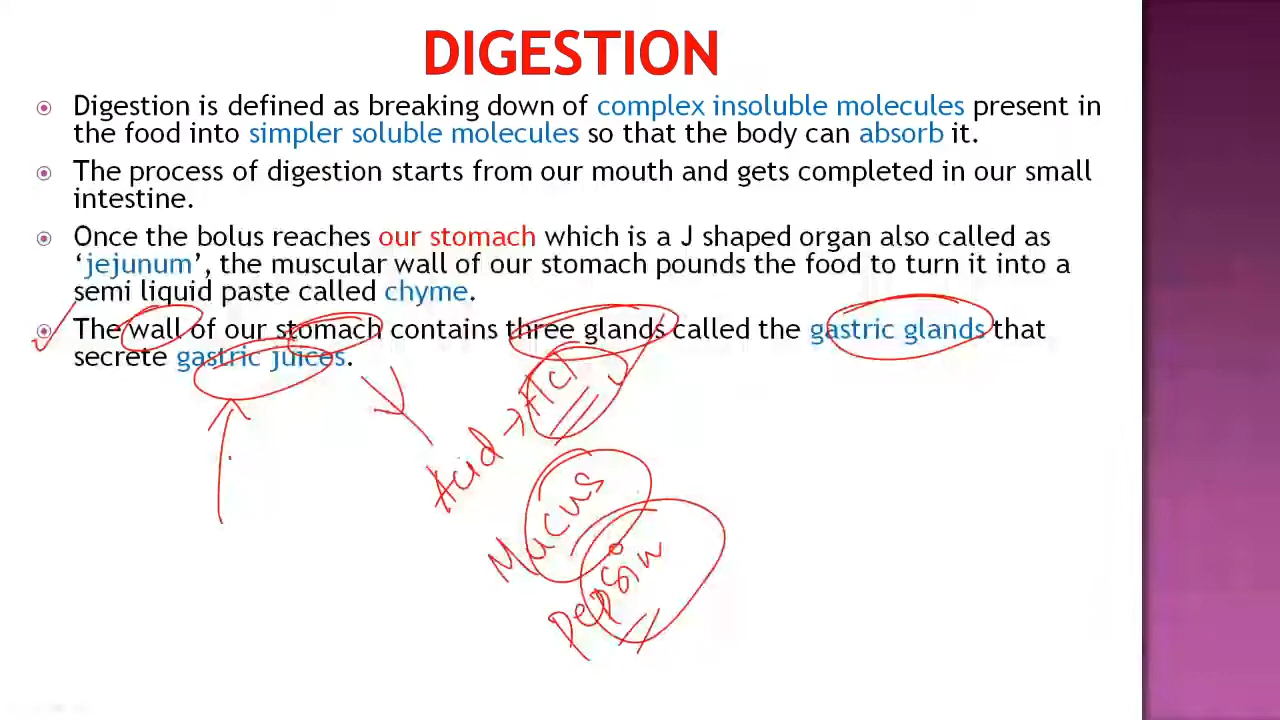 DIGESTION
Digestion is defined as breaking down of complex insoluble molecules present in
the food into simpler soluble molecules so that the body can absorb it.
The process of digestion starts from our mouth and gets completed in our small
intestine.
Once the bolus reaches our stomach which is a J shaped organ also called as
‘jejunum’, the muscular wall of our stomach pounds the food to turn it into a
semi liquid paste called chyme.
The wall of our stomach contains three glands called the gastric glands that
secrete gastric juices.
Acid → HCl
Mucus
Pepsin